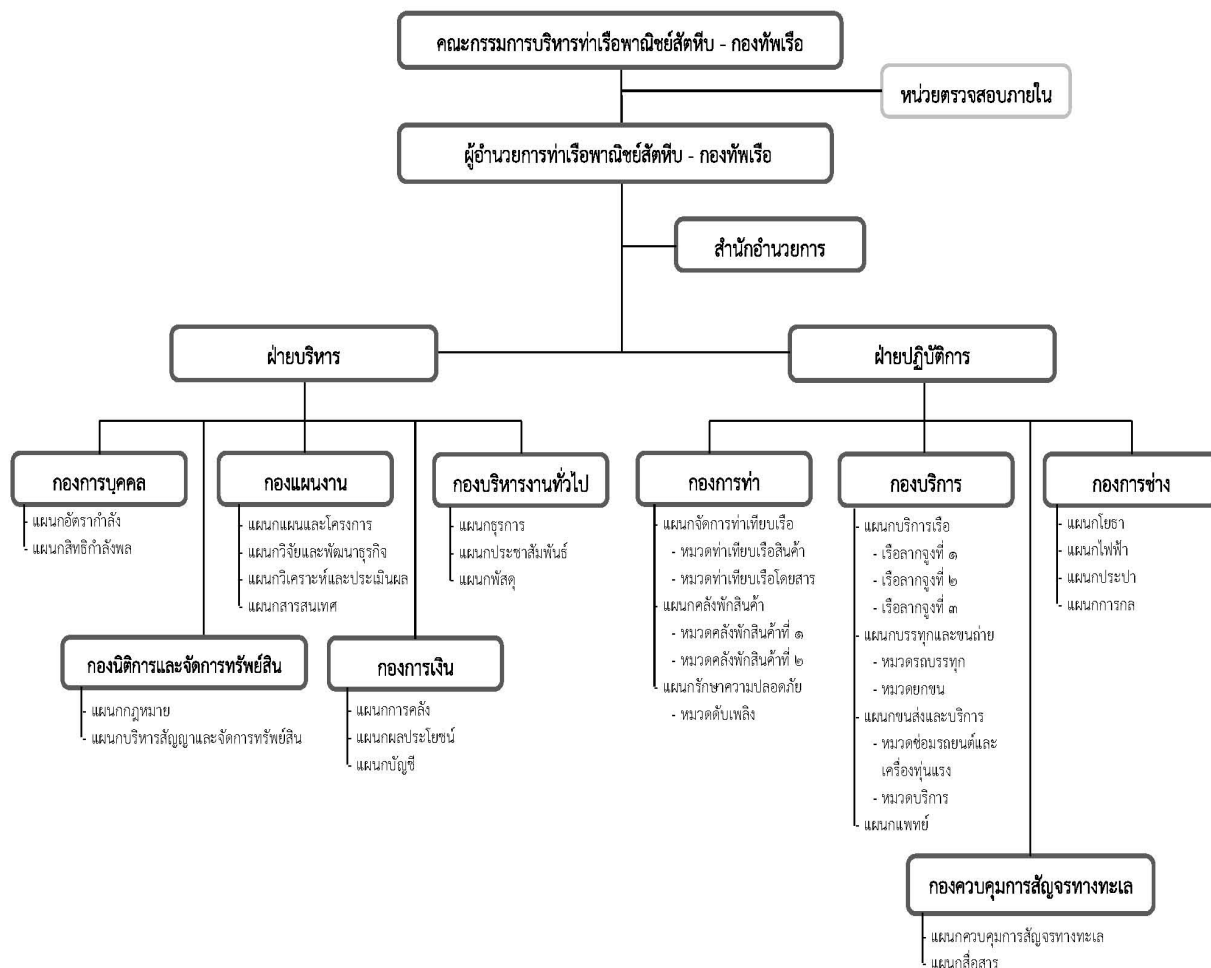 คณะกรรมการบริหารท่าเรือพาณิชย์สัตหีบ - กองทัพเรือ
หน่วยตรวจสอบภายใน
ผู้อำนวยการท่าเรือพาณิชย์สัตหีบ - กองทัพเรือ
สำนักอำนวยการ
ฝ่ายบริหาร
ฝ่ายปฏิบัติการ
กองการบุคคล
- แผนกอัตรากำลัง
- แผนกสิทธิกำลังพล
กองแผนงาน
- แผนกแผนและโครงการ
- แผนกวิจัยและพัฒนาธุรกิจ
- แผนกวิเคราะห์และประเมินผล
- แผนกสารสนเทศ
กองบริหารงานทั่วไป
- แผนกธุรการ
- แผนกประชาสัมพันธ์
- แผนกพัสดุ
กองนิติการและจัดการทรัพย์สิน
- แผนกกฎหมาย
- แผนกบริหารสัญญาและจัดการทรัพย์สิน
กองการเงิน
- แผนกการคลัง
- แผนกผลประโยชน์
- แผนกบัญชี
กองการท่า
- แผนกจัดการท่าเทียบเรือ
- หมวดท่าเทียบเรือสินค้า
- หมวดท่าเทียบเรือโดยสาร
- แผนกคลังพักสินค้า
- หมวดคลังพักสินค้าที่ ๑
- หมวดคลังพักสินค้าที่ ๒
- แผนกรักษาความปลอดภัย
- หมวดดับเพลิง
กองบริการ
- แผนกบริการเรือ
- เรือลากจูงที่ ๑
- เรือลากจูงที่ ๒
- เรือลากจูงที่ ๓
- แผนกบรรทุกและขนถ่าย
- หมวดรถบรรทุก
- หมวดยกขน
- แผนกขนส่งและบริการ
- หมวดซ่อมรถยนต์และ
เครื่องทุ่นแรง
- หมวดบริการ
- แผนกแพทย์
กองการช่าง
- แผนกโยธา
- แผนกไฟฟ้า
- แผนกประปา
- แผนกการกล
กองควบคุมการสัญจรทางทะเล
- แผนกควบคุมการสัญจรทางทะเล
- แผนกสื่อสาร